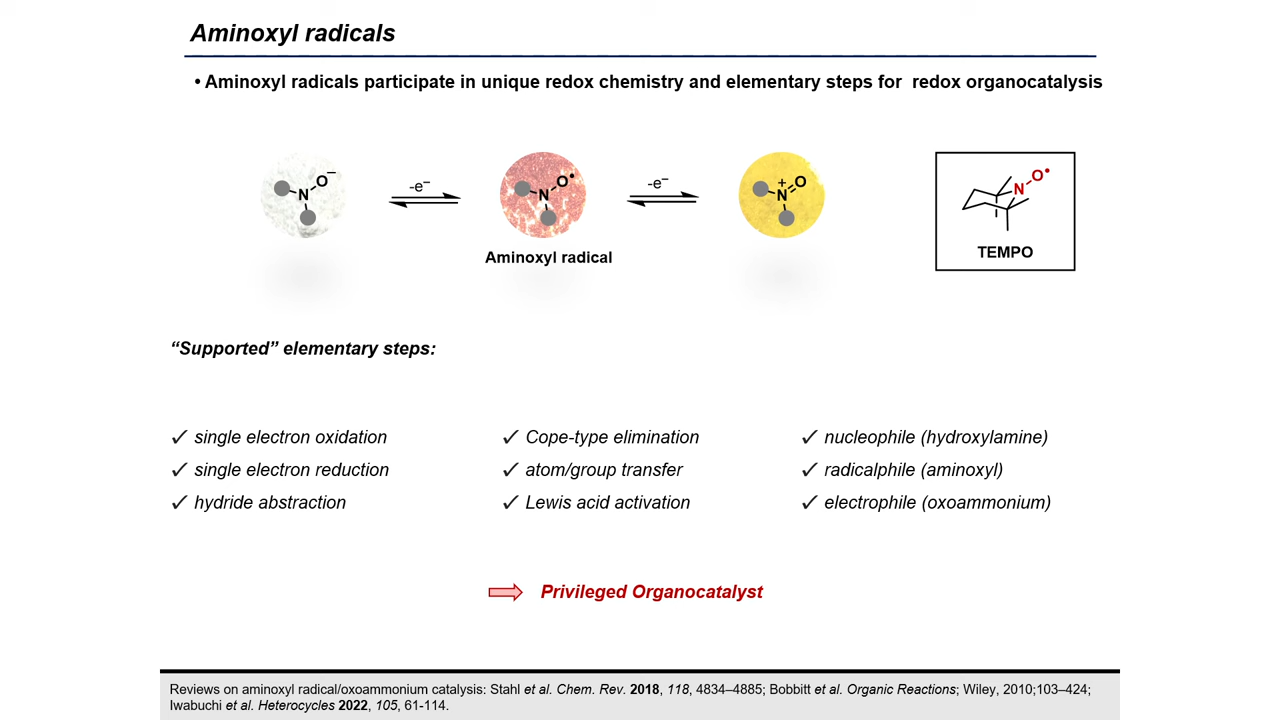 Aminoxyl radicals
• Aminoxyl radicals participate in unique redox chemistry and elementary steps for redox organocatalysis
N O−
-e−
N O•
-e−
+
N O
Aminoxyl radical
N O•
TEMPO
“Supported” elementary steps:
✓ single electron oxidation
✓ single electron reduction
✓ hydride abstraction
✓ Cope-type elimination
✓ atom/group transfer
✓ Lewis acid activation
✓ nucleophile (hydroxylamine)
✓ radicalphile (aminoxyl)
✓ electrophile (oxoammonium)
Privileged Organocatalyst
Reviews on aminoxyl radical/oxoammonium catalysis: Stahl et al. Chem. Rev. 2018, 118, 4834–4885; Bobbitt et al. Organic Reactions; Wiley, 2010;103–424;
Iwabuchi et al. Heterocycles 2022, 105, 61-114.